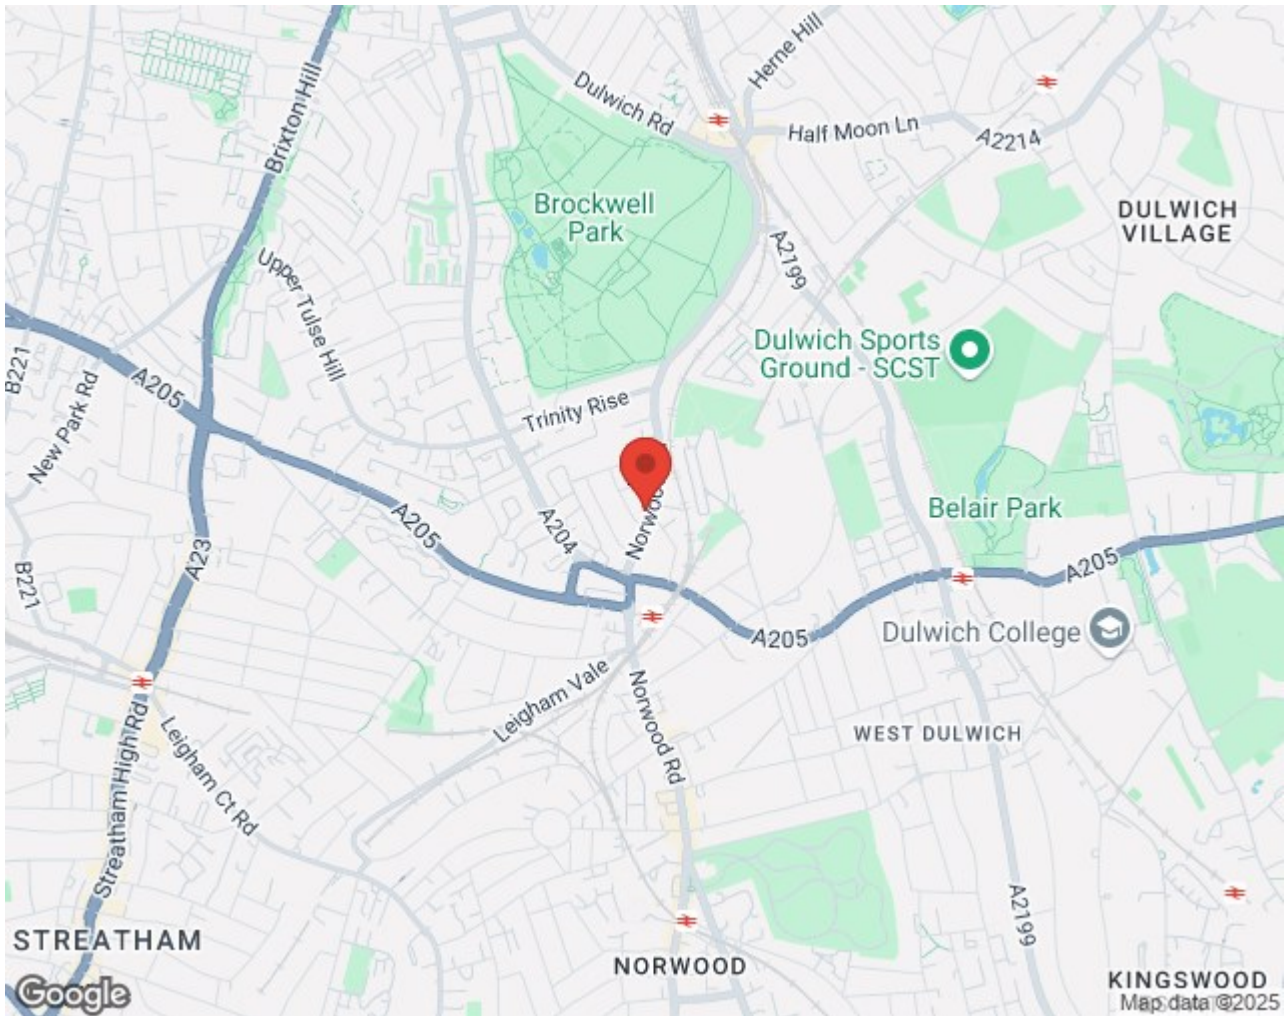 Brixton Hill
Dulwich Rd
Herne Hill
Half Moon Ln
A2214
Brockwell
Park
DULWICH
VILLAGE
A2199
Upper Tulse Hill
Dulwich Sports
Ground - SCST
B221
A205
New Park Rd
Trinity Rise
A205
A204
Belair Park
A23
B221
A205
A205
Dulwich College
Leigham Vale
Norwood Rd
WEST DULWICH
Streatham High Rd
Leigham Ct Rd
A2199
STREATHAM
NORWOOD
KINGSWOOD
Google
Map data ©2025